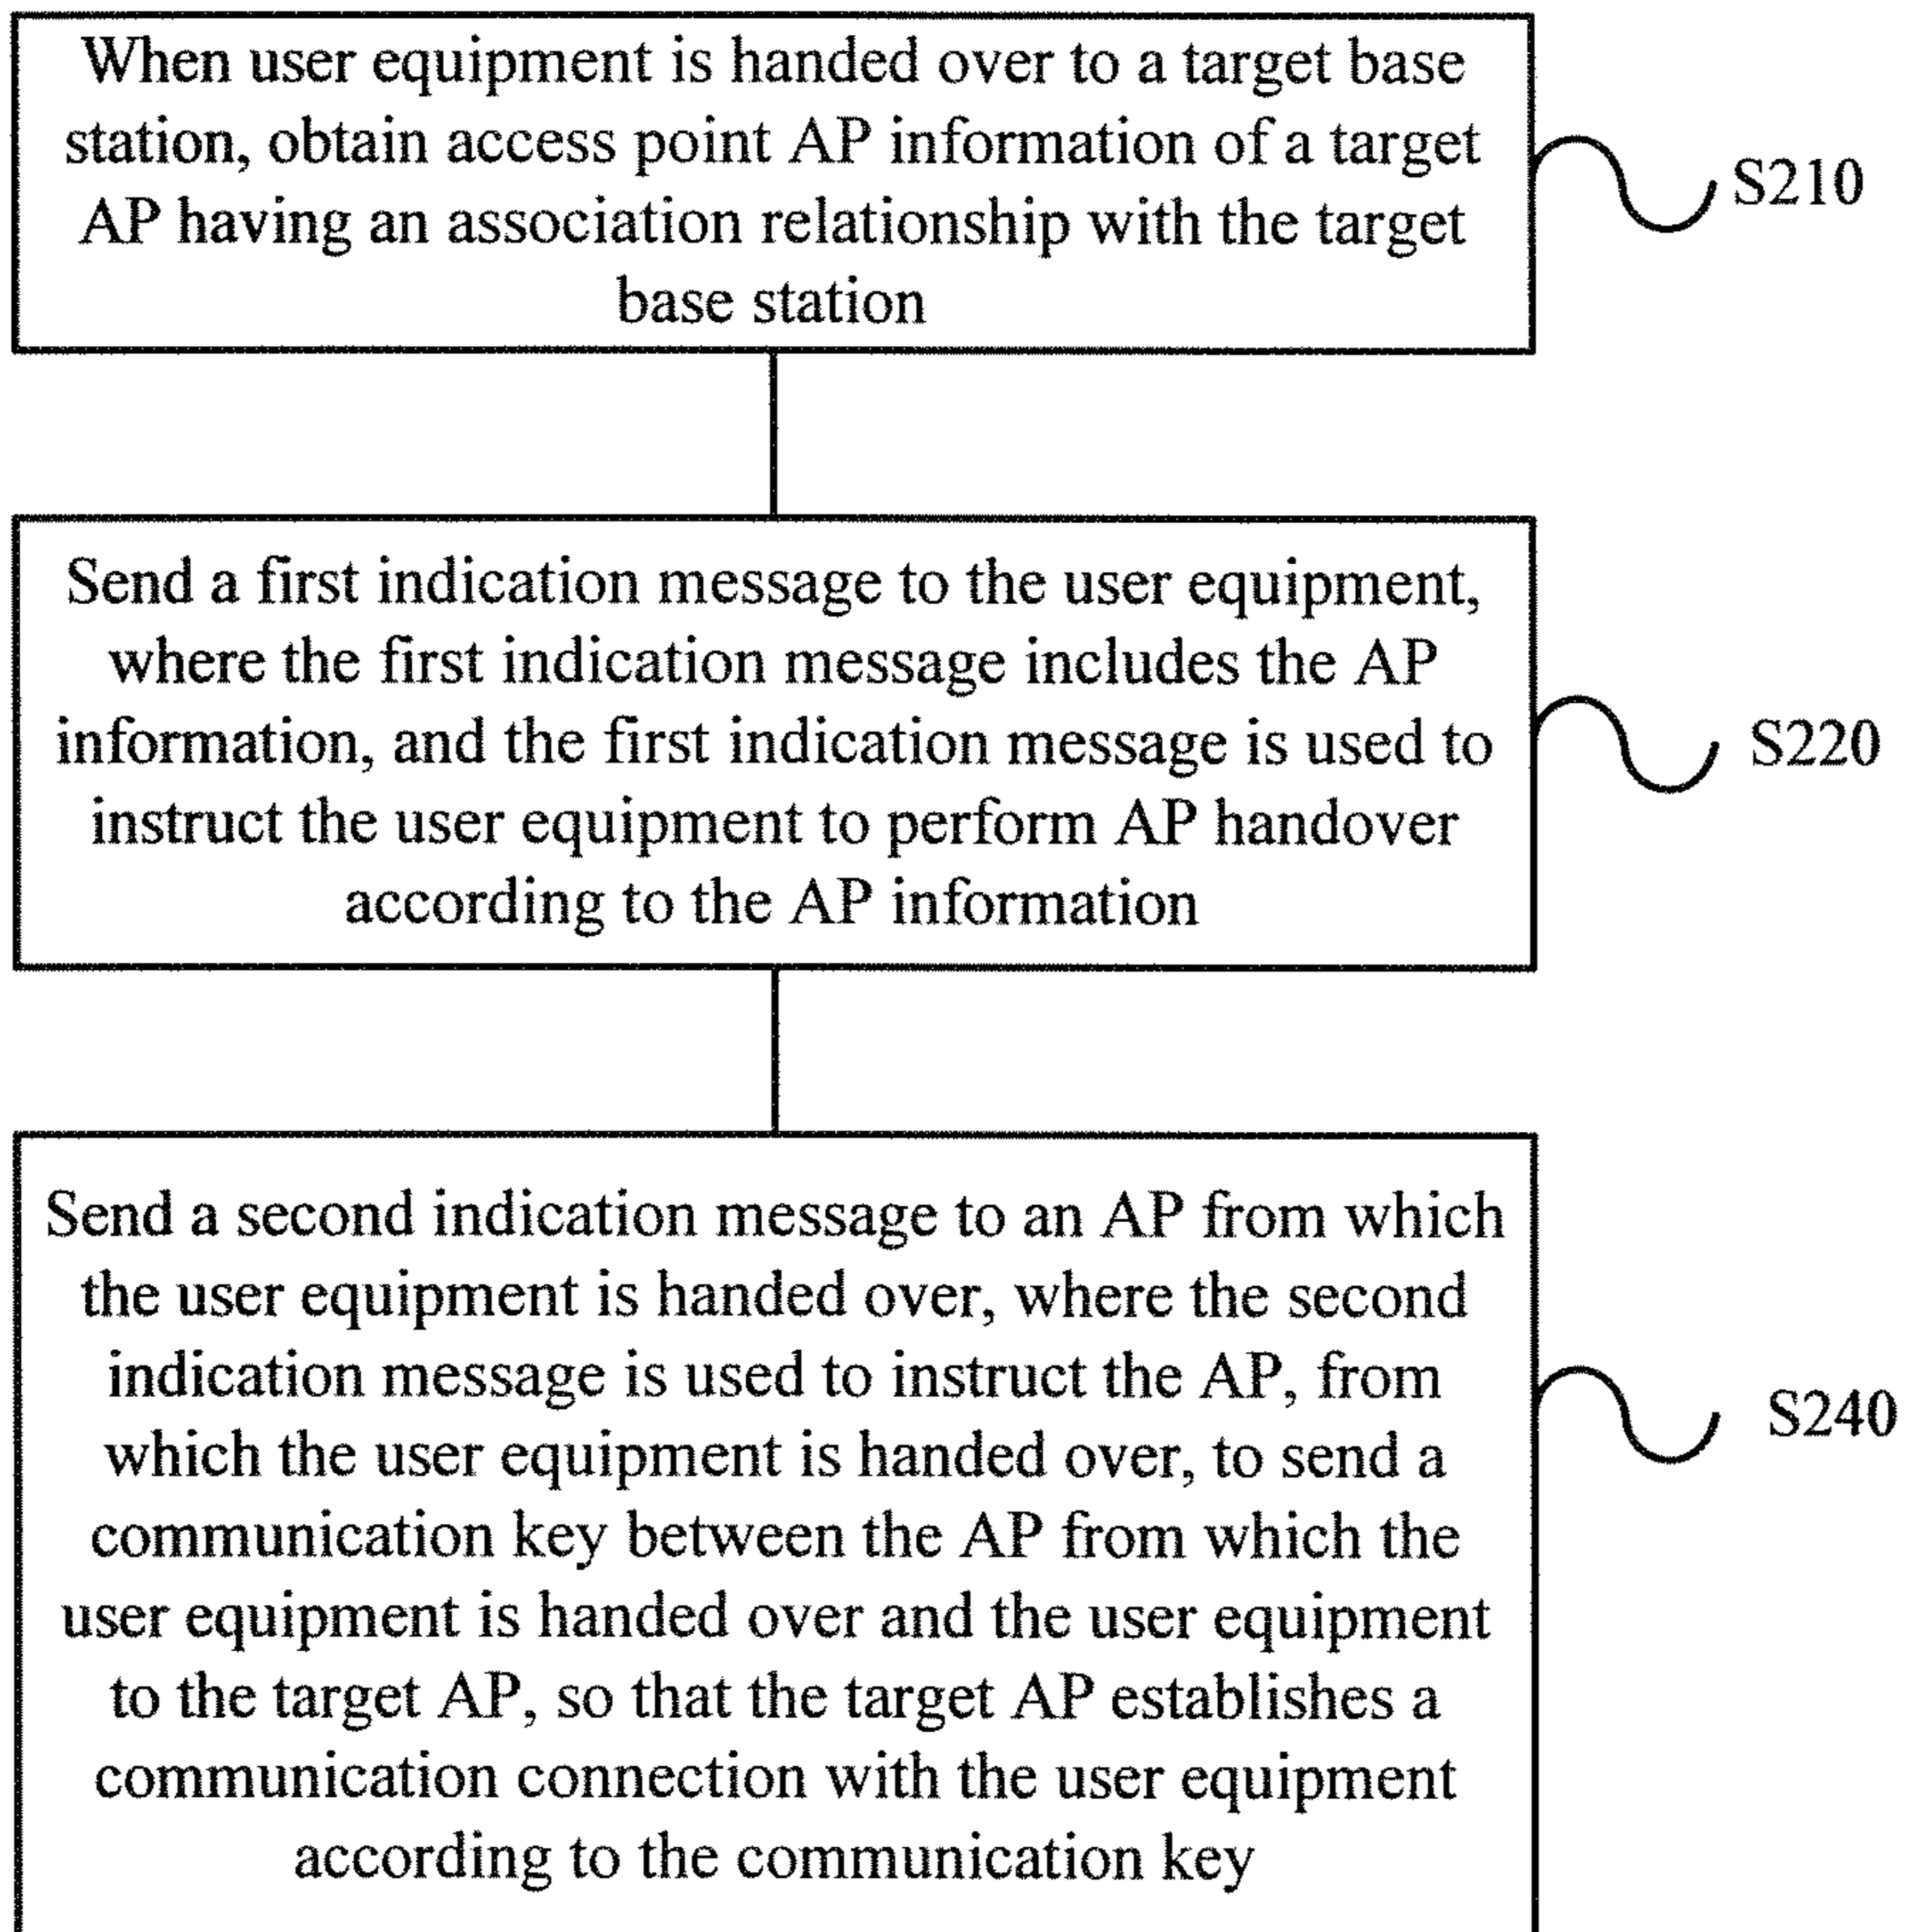 When user equipment is handed over to a target base
station, obtain access point AP information of a target
AP having an association relationship with the target
base station
S210
Send a first indication message to the user equipment,
where the first indication message includes the AP
information, and the first indication message is used to
instruct the user equipment to perform AP handover
according to the AP information
S220
Send a second indication message to an AP from which
the user equipment is handed over, where the second
indication message is used to instruct the AP, from
which the user equipment is handed over, to send a
communication key between the AP from which the
user equipment is handed over and the user equipment
to the target AP, so that the target AP establishes a
communication connection with the user equipment
according to the communication key
S240